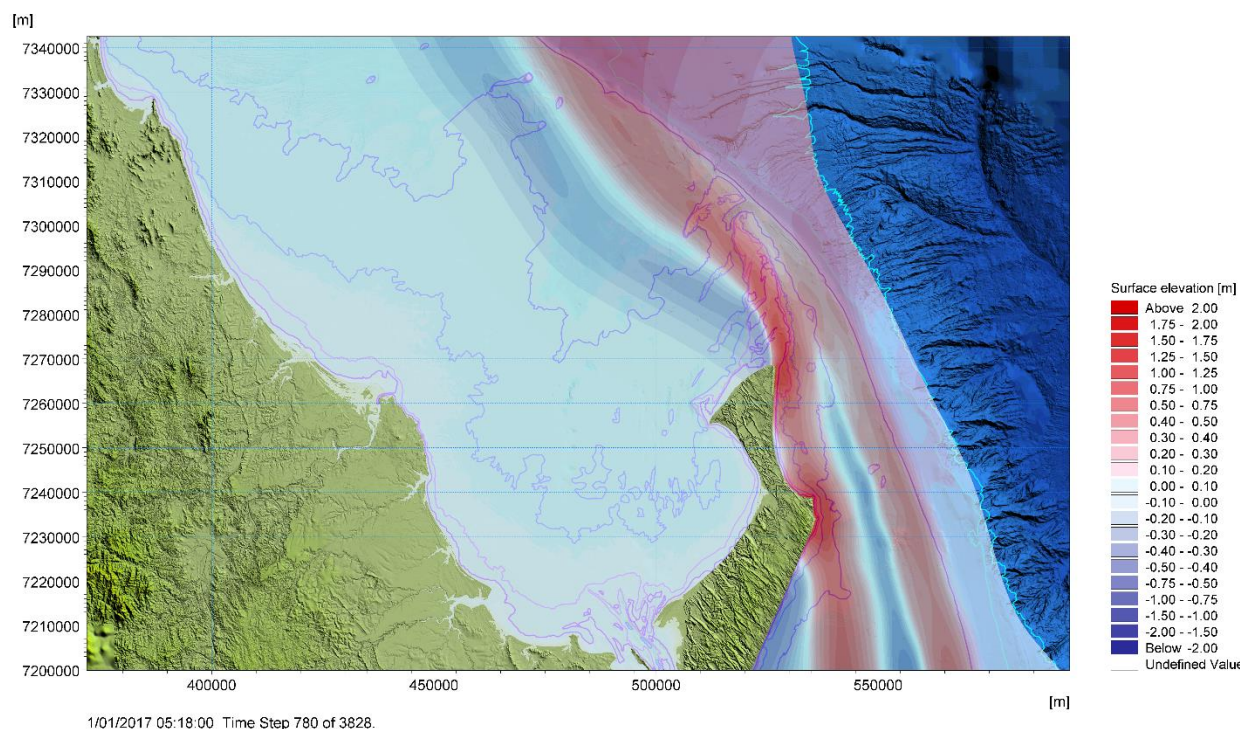 [m]
7340000
7330000
7320000
7310000
7300000
7290000
7280000
7270000
7260000
7250000
7240000
7230000
7220000
7210000
7200000
400000
450000
500000
550000
[m]
1/01/2017 05:18:00 Time Step 780 of 3828.
Surface elevation [m]
Above 2.00
1.75 - 2.00
1.50 - 1.75
1.25 - 1.50
1.00 - 1.25
0.75 - 1.00
0.50 - 0.75
0.40 - 0.50
0.30 - 0.40
0.20 - 0.30
0.10 - 0.20
0.00 - 0.10
-0.10 - 0.00
-0.20 - -0.10
-0.30 - -0.20
-0.40 - -0.30
-0.50 - -0.40
-0.75 - -0.50
-1.00 - -0.75
-1.50 - -1.00
-2.00 - -1.50
Below -2.00
Undefined Value